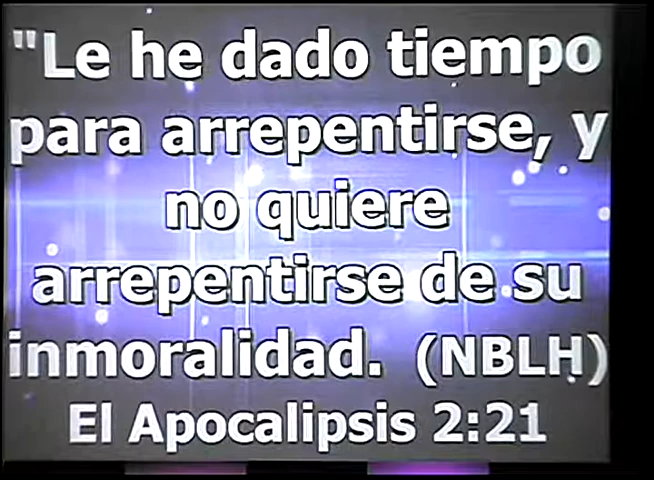 "Le he dado tiempo
para arrepentirse, y
no quiere
arrepentirse de su
inmoralidad. (NBLH)
El Apocalipsis 2:21